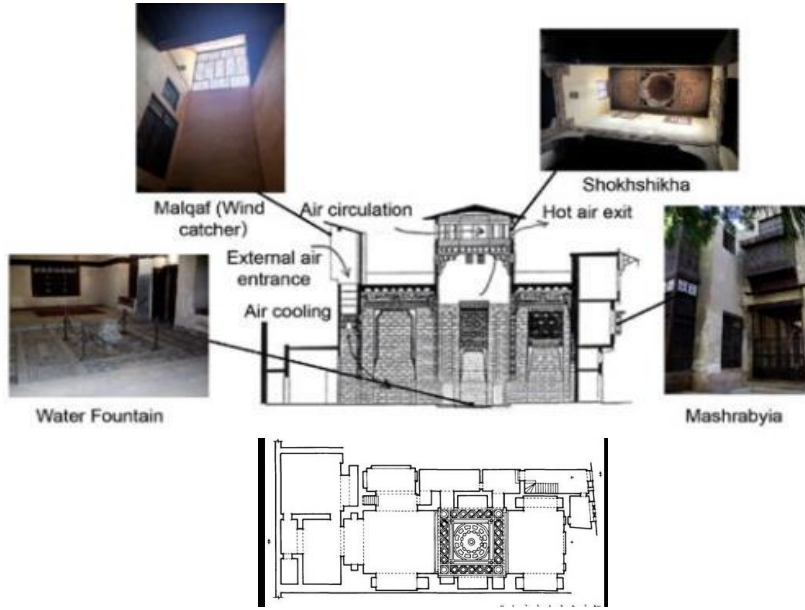 Malqaf (Wind
catcher)
Air circulation
Shokhshikha
Hot air exit
External air
entrance
Air cooling
Water Fountain
Mashrabyia